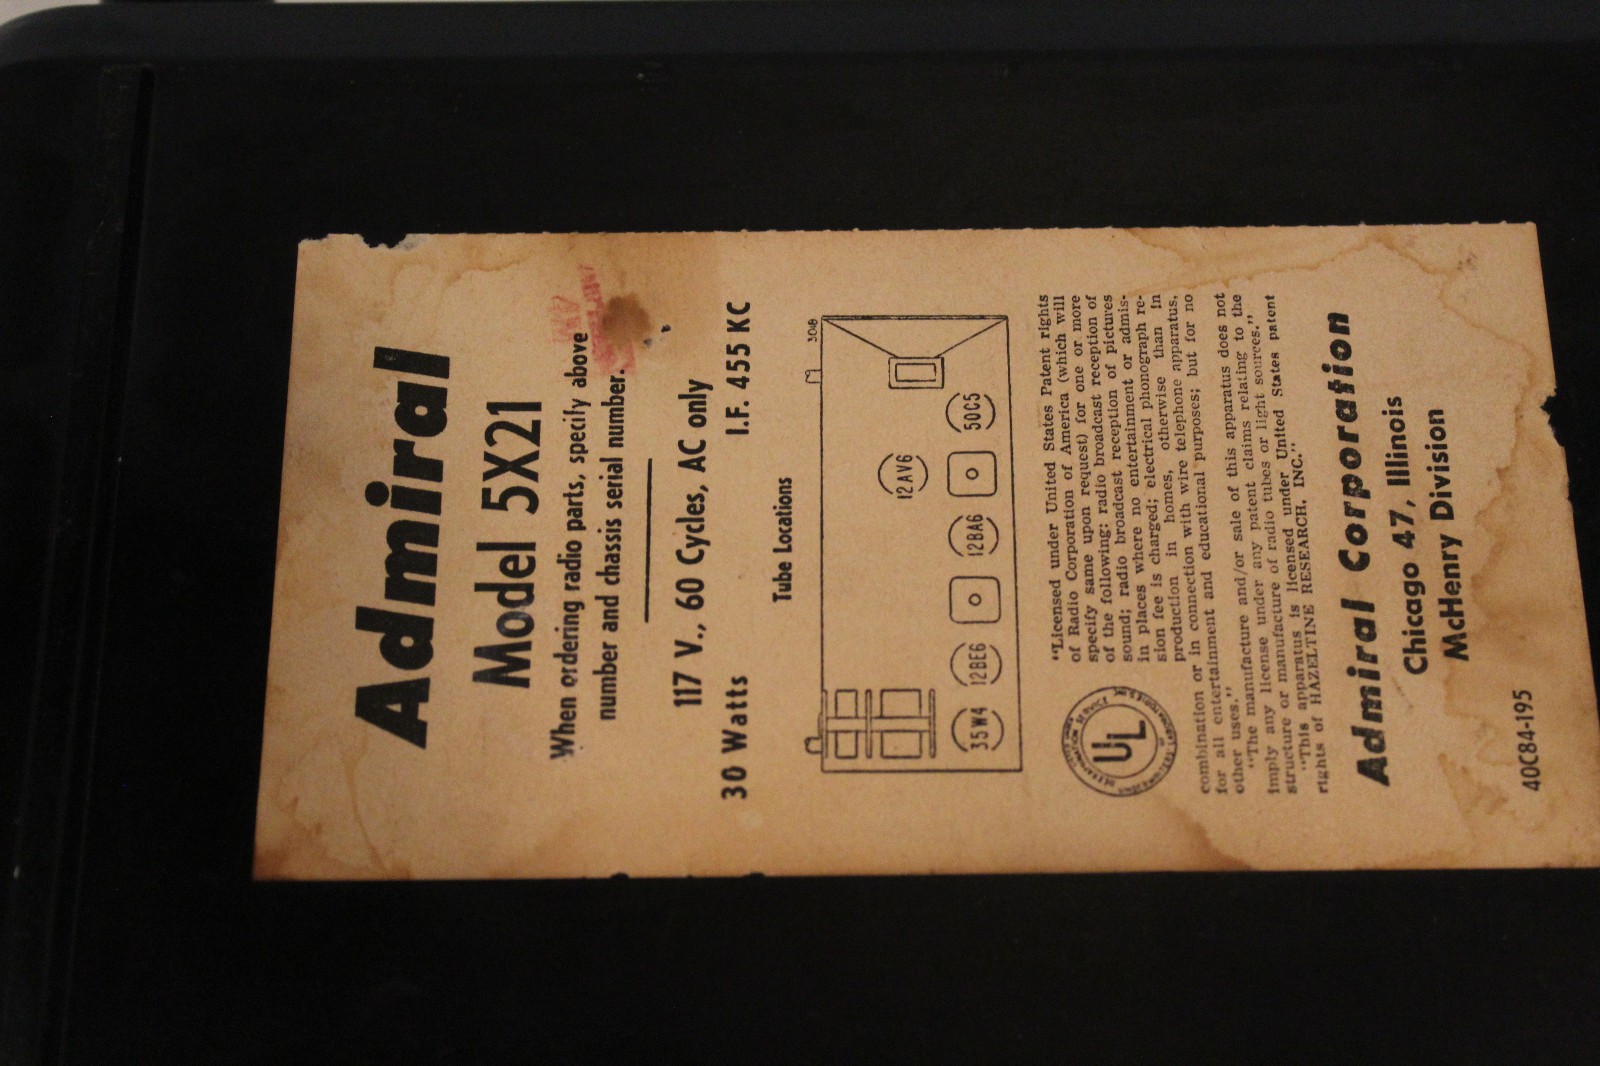 Admiral
Model 5X21
When ordering radio parts, specify above
number and chassis serial number.
117 V., 60 Cycles, AC only
30 Watts I.F. 455 KC
Tube Locations
3048
12AV6
35W4 12BE6 12BA6 50C5
UL
"Licensed under United States Patent rights
of Radio Corporation of America (which will
specify same upon request) for one or more
of the following; radio broadcast reception of
sound; radio broadcast reception of pictures
in places where no entertainment or admis-
sion fee is charged; electrical phonograph re-
production in homes, otherwise than in
combination or in connection with wire telephone apparatus,
for all entertainment and educational purposes; but for no
other uses."
"The manufacture and/or sale of this apparatus does not
imply any license under any patent claims relating to the
structure or manufacture of radio tubes or light sources."
"This apparatus is licensed under United States patent
rights of HAZELTINE RESEARCH, INC."
Admiral Corporation
Chicago 47, Illinois
McHenry Division
40C84-195